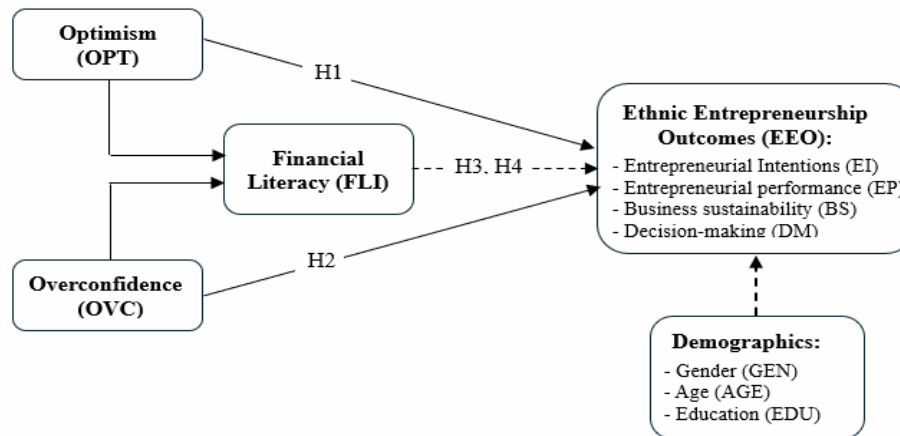 Optimism
(OPT)
H1
Ethnic Entrepreneurship
Outcomes (EEO):
- Entrepreneurial Intentions (EI)
- Entrepreneurial performance (EP)
- Business sustainability (BS)
- Decision-making (DM)
Financial
Literacy (FLI)
H3, H4
H2
Overconfidence
(OVC)
Demographics:
- Gender (GEN)
- Age (AGE)
- Education (EDU)